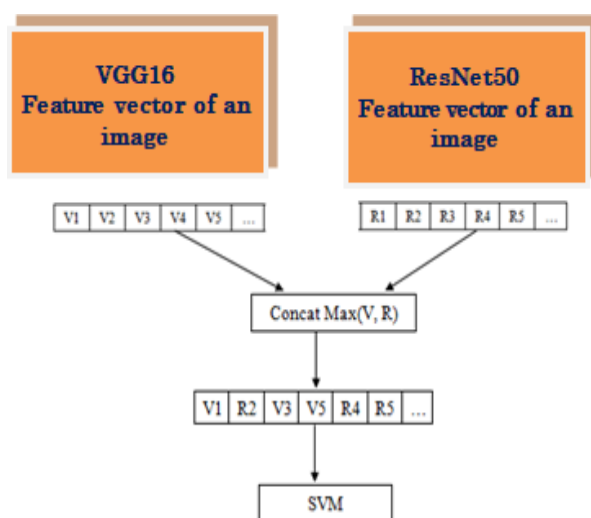 VGG16
Feature vector of an
image
ResNet50
Feature vector of an
image
V1 V2 V3 V4 V5 ...
R1 R2 R3 R4 R5 ...
Concat Max(V, R)
V1 R2 V3 V5 R4 R5 ...
SVM